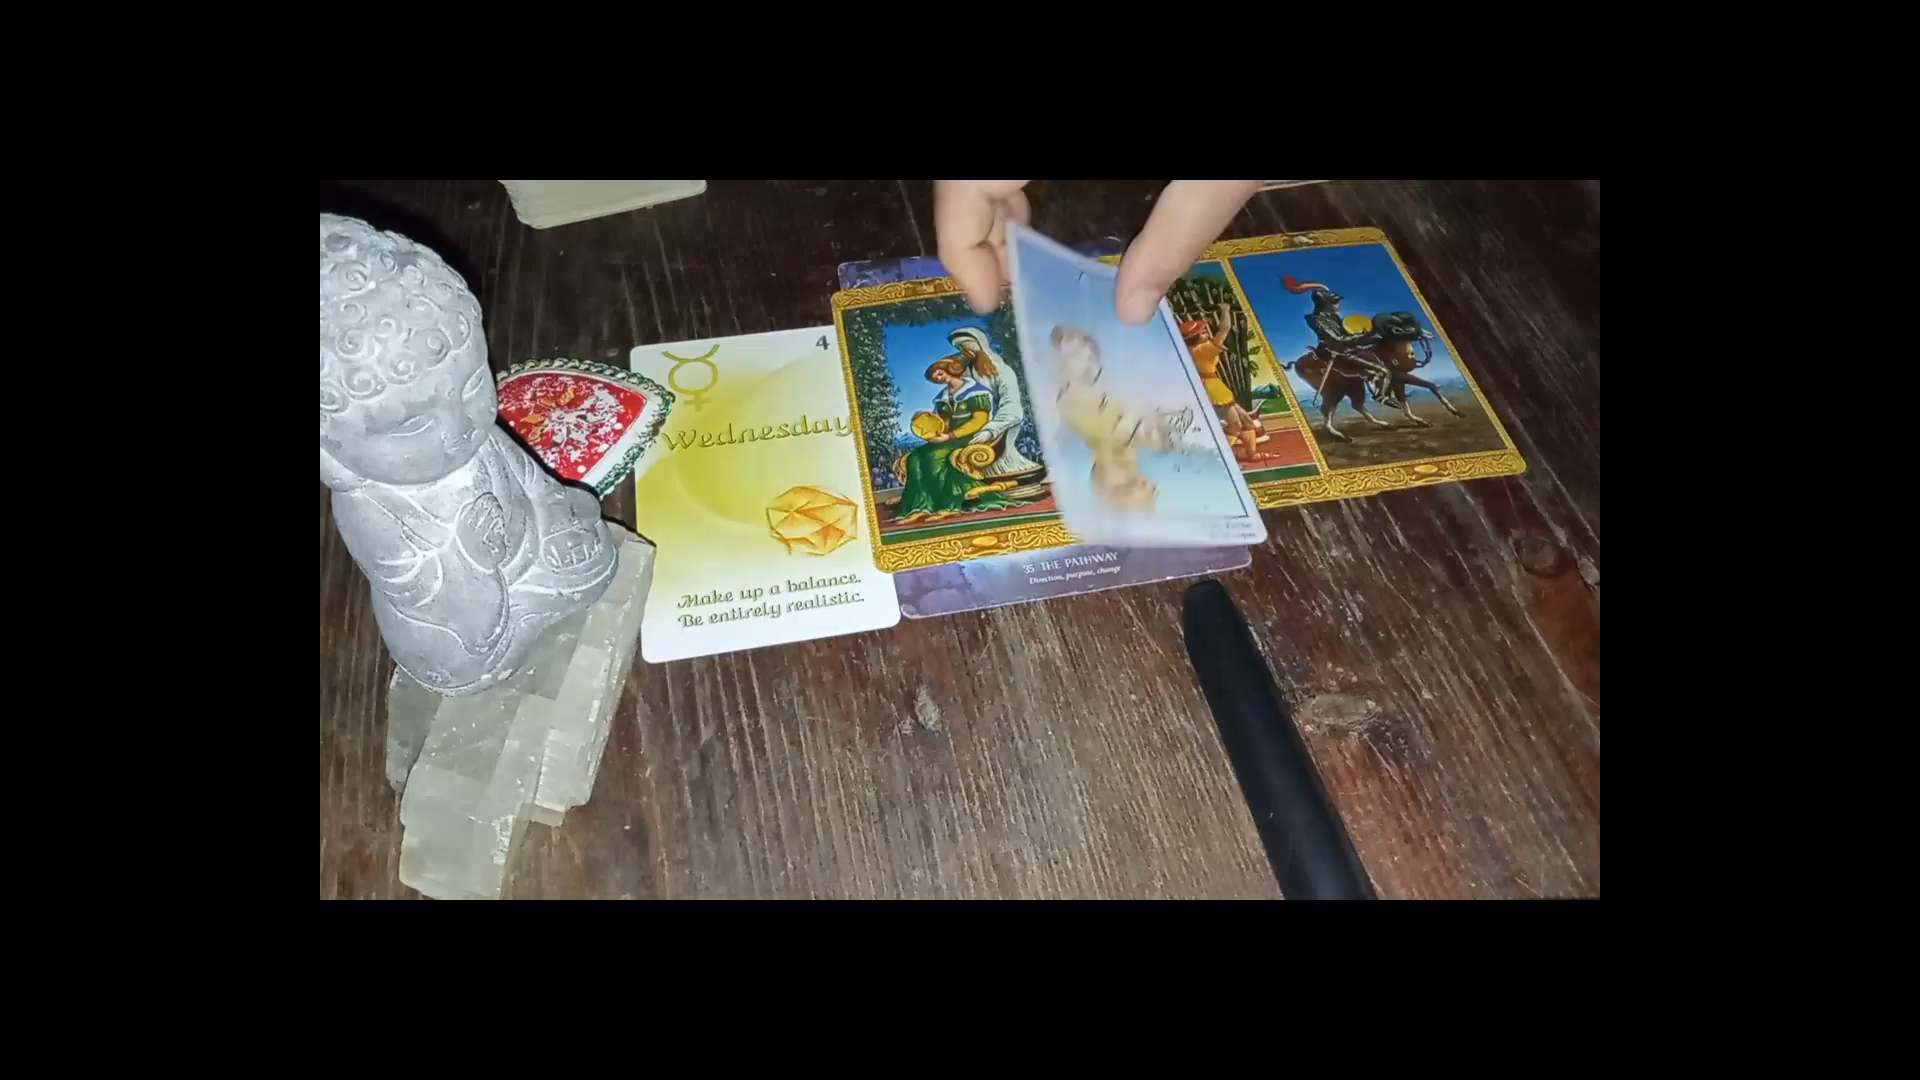 4
Wednesday
Make up a balance.
Be entirely realistic.
35 THE PATHWAY
Direction, purpose, change